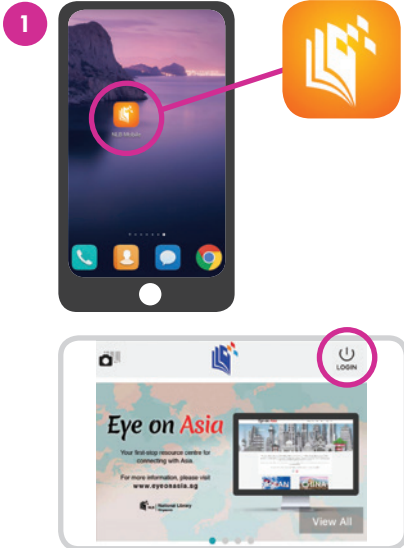 1
NLB Mobile
LOGIN
Eye on Asia
Your first-stop resource centre for
connecting with Asia.
For more information, please visit
www.eyeonasia.sg
National Library
Singapore
View All